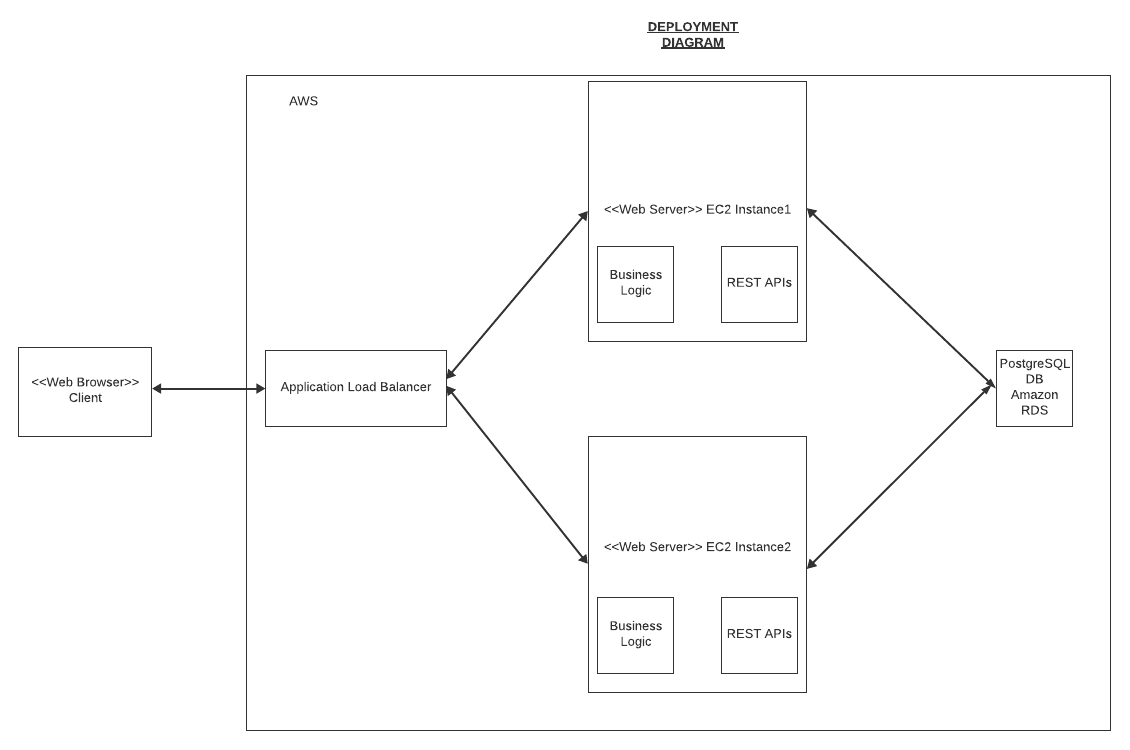 DEPLOYMENT
DIAGRAM
AWS
<<Web Server>> EC2 Instance1
Business
Logic
REST APIs
<<Web Browser>>
Client
Application Load Balancer
PostgreSQL
DB
Amazon
RDS
<<Web Server>> EC2 Instance2
Business
Logic
REST APIs